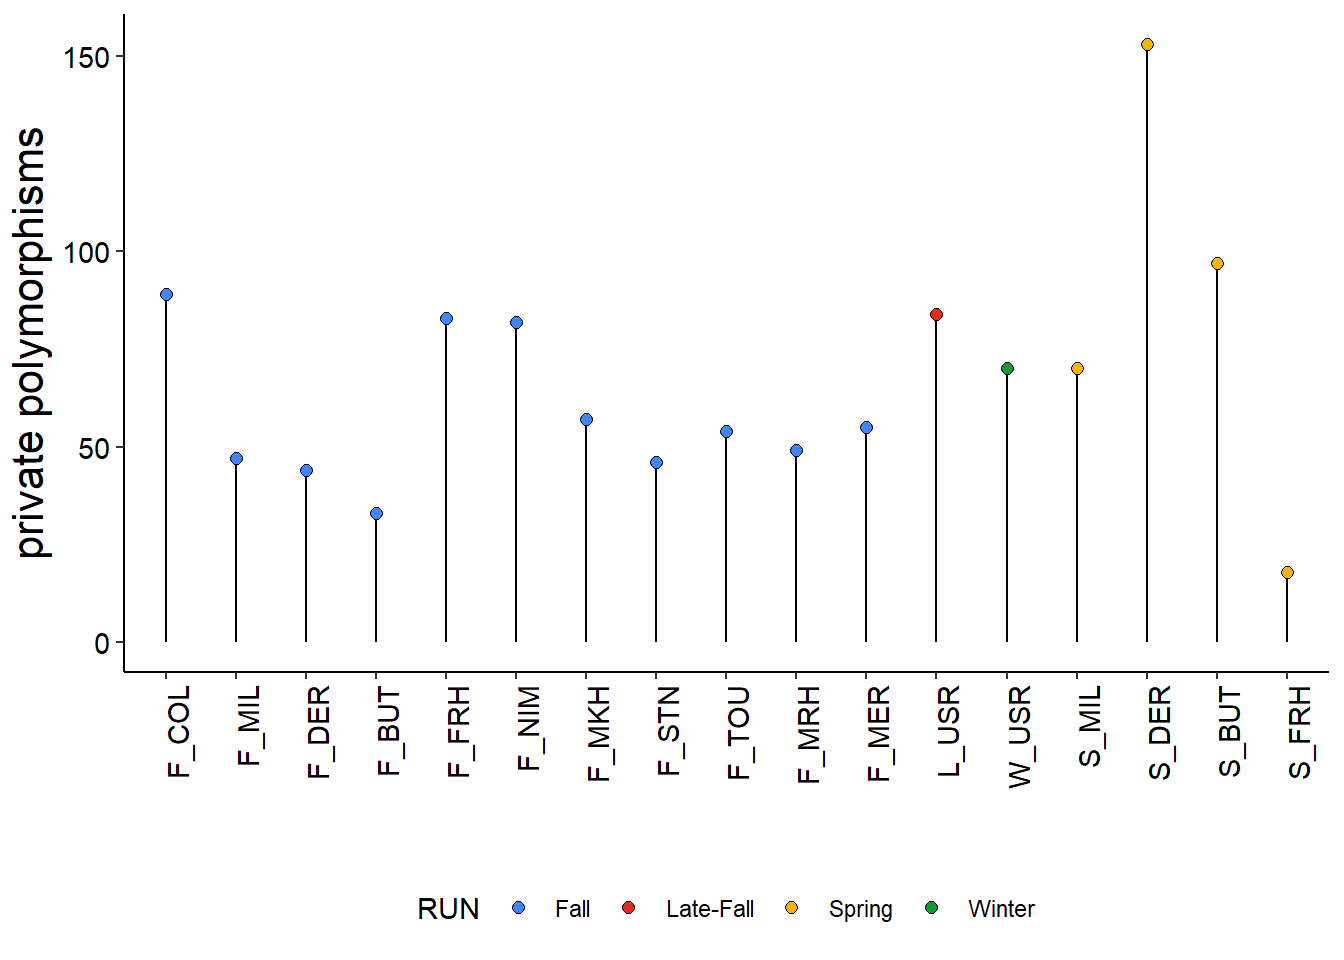 private polymorphisms
150
100
50
0
F_COL
F_MIL
F_DER
F_BUT
F_FRH
F_NIM
F_MKH
F_STN
F_TOU
F_MRH
F_MER
L_USR
W_USR
S_MIL
S_DER
S_BUT
S_FRH
RUN Fall Late-Fall Spring Winter